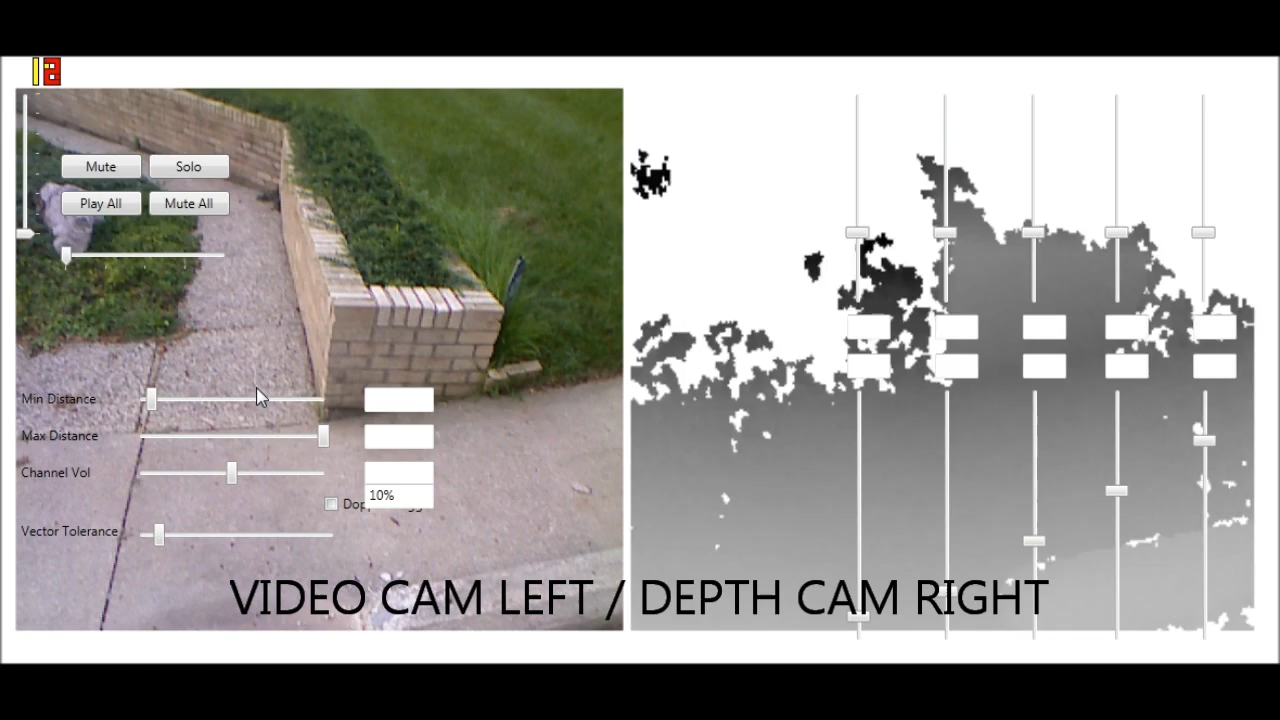 Mute
Solo
Play All
Mute All
Min Distance
Max Distance
Channel Vol
10%
Vector Tolerance
VIDEO CAM LEFT / DEPTH CAM RIGHT